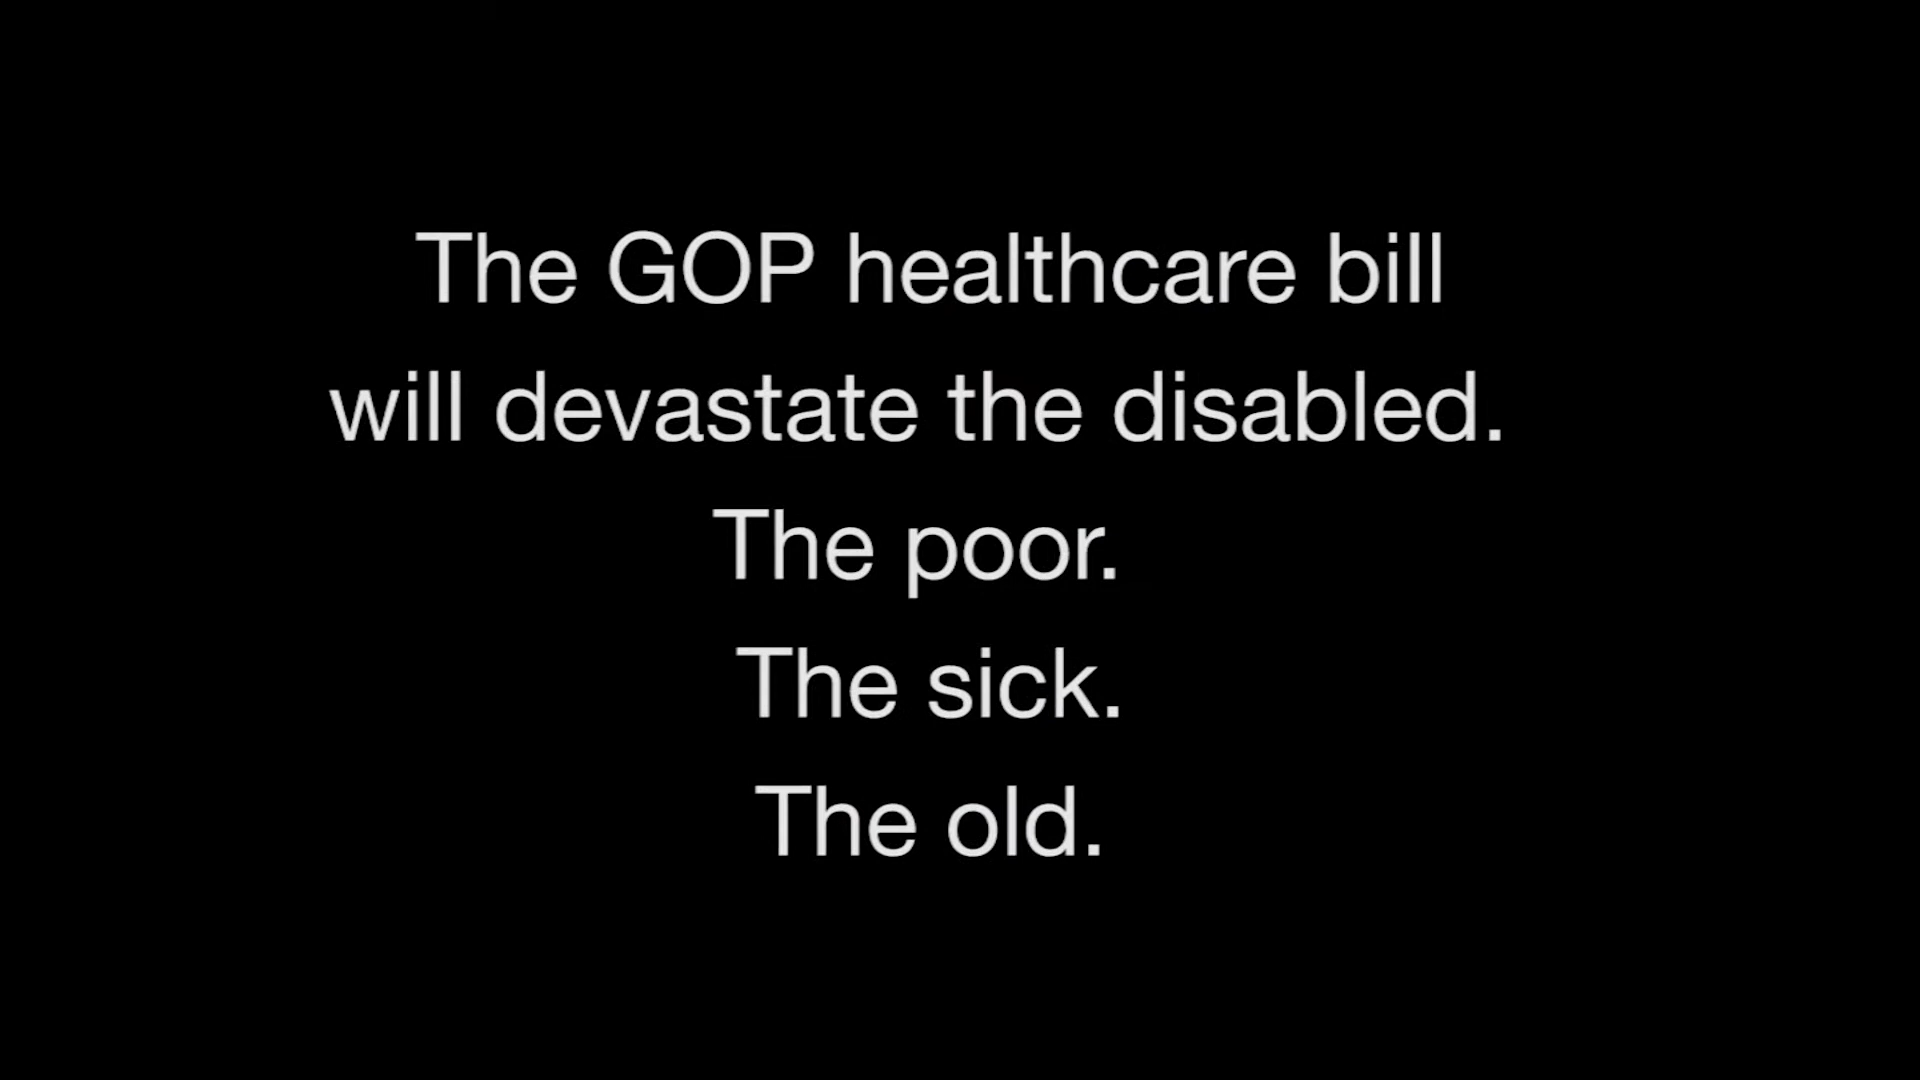 The GOP healthcare bill
will devastate the disabled.
The poor.
The sick.
The old.